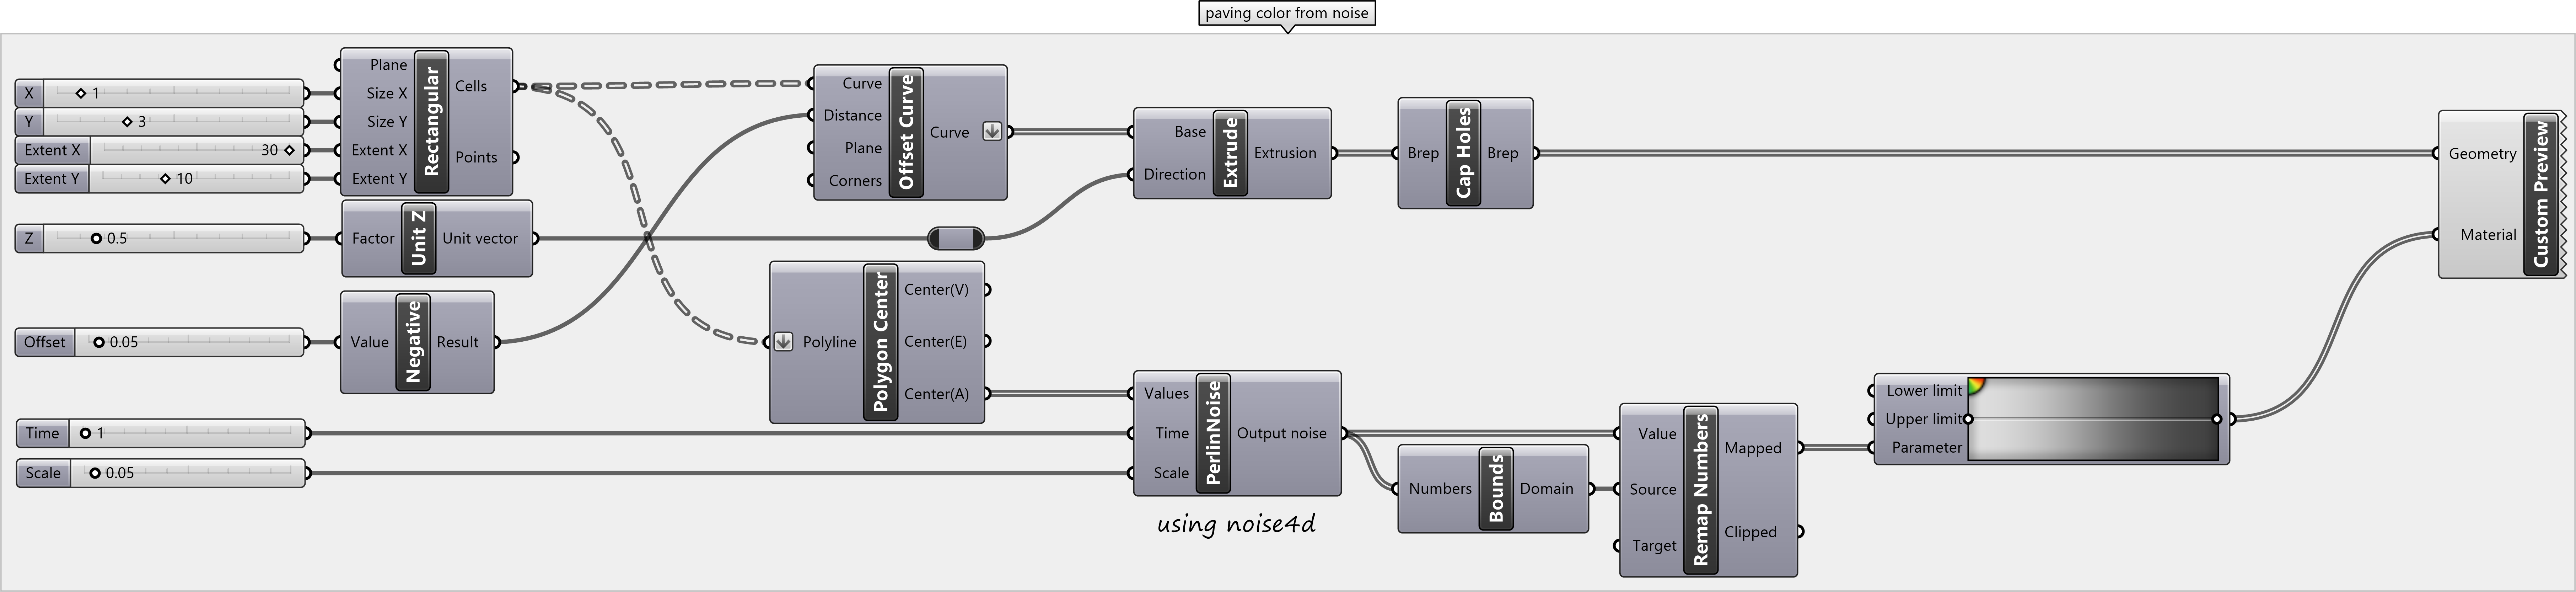 paving color from noise
X 1
Y 3
Extent X 30
Extent Y 10
Plane
Size X
Size Y
Extent X
Extent Y
Rectangular
Cells
Points
Z 0.5
Factor
Unit Z
Unit vector
Offset 0.05
Value
Negative
Result
Time 1
Scale 0.05
Curve
Distance
Plane
Corners
Offset Curve
Curve
Polyline
Polygon Center
Center(V)
Center(E)
Center(A)
Base
Direction
Extrude
Extrusion
Brep
Cap Holes
Brep
Values
Time
Scale
PerlinNoise
Output noise
using noise4d
Numbers
Bounds
Domain
Value
Source
Target
Remap Numbers
Mapped
Clipped
Lower limit
Upper limit
Parameter
Geometry
Material
Custom Preview